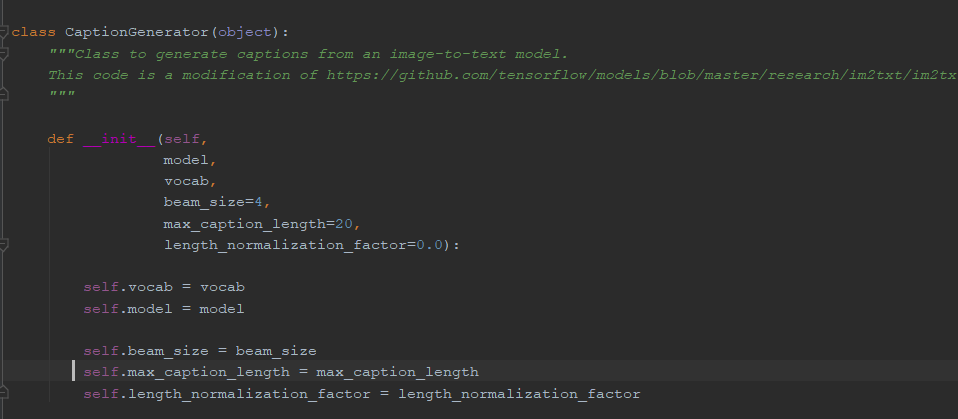 class CaptionGenerator(object):
    """Class to generate captions from an image-to-text model.
    This code is a modification of https://github.com/tensorflow/models/blob/master/research/im2txt/im2tx
    """
    def __init__(self,
                 model,
                 vocab,
                 beam_size=4,
                 max_caption_length=20,
                 length_normalization_factor=0.0):
        self.vocab = vocab
        self.model = model
        self.beam_size = beam_size
        self.max_caption_length = max_caption_length
        self.length_normalization_factor = length_normalization_factor